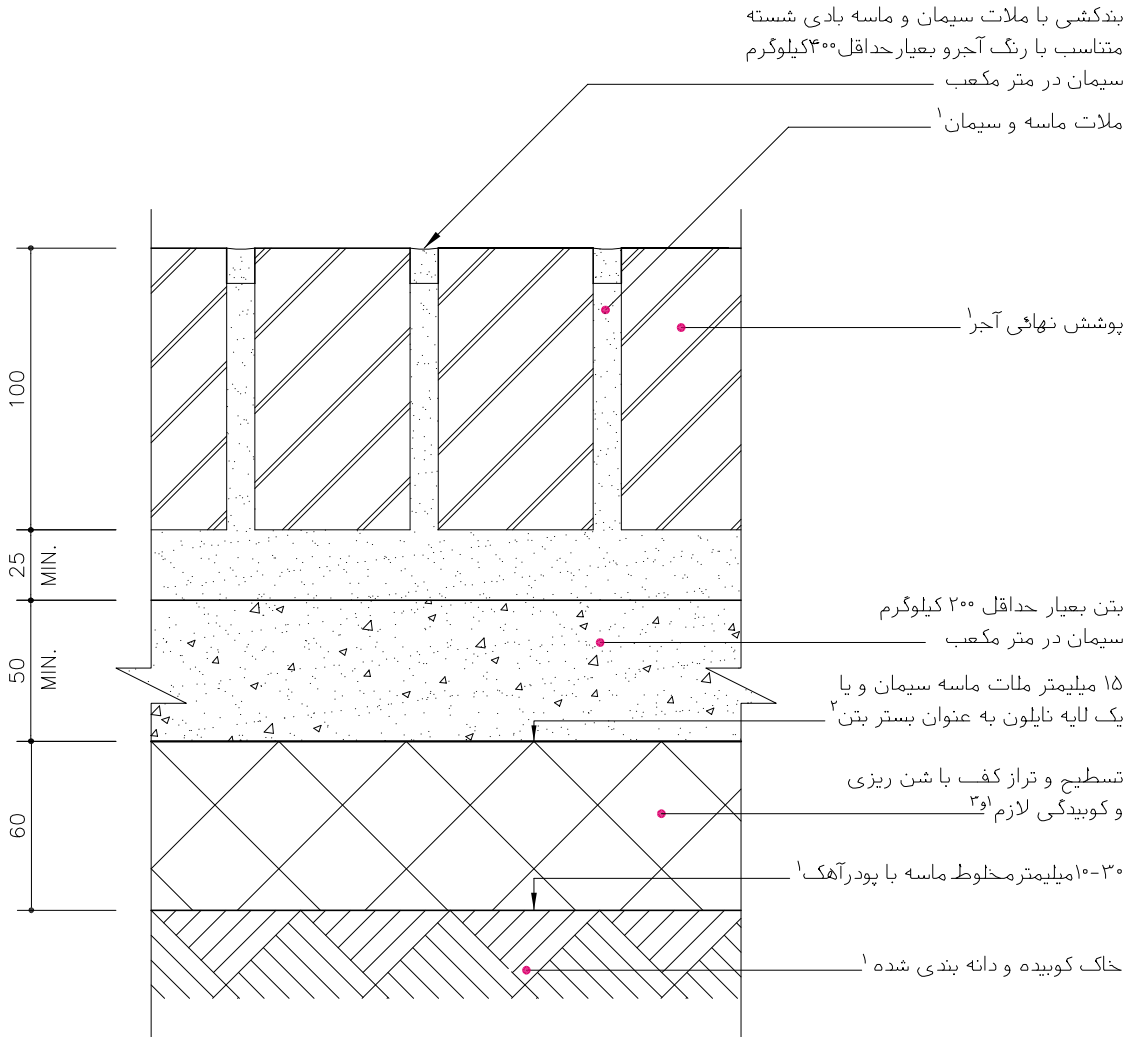 بندکشی با ملات سیمان و ماسه بادی شسته
متناسب با رنگ آجرو بعیارحداقل۴۰۰کیلوگرم
سیمان در متر مکعب
ملات ماسه و سیمان۱
پوشش نهائی آجر۱
بتن بعیار حداقل ۲۰۰ کیلوگرم
سیمان در متر مکعب
۱۵ میلیمتر ملات ماسه سیمان و یا
یک لایه نایلون به عنوان بستر بتن۲
تسطیح و تراز کف با شن ریزی
و کوبیدگی لازم ۱و۳
۱۰-۳۰میلیمترمخلوط ماسه با پودرآهک۱
خاک کوبیده و دانه بندی شده ۱
100
25
MIN.
50
MIN.
60